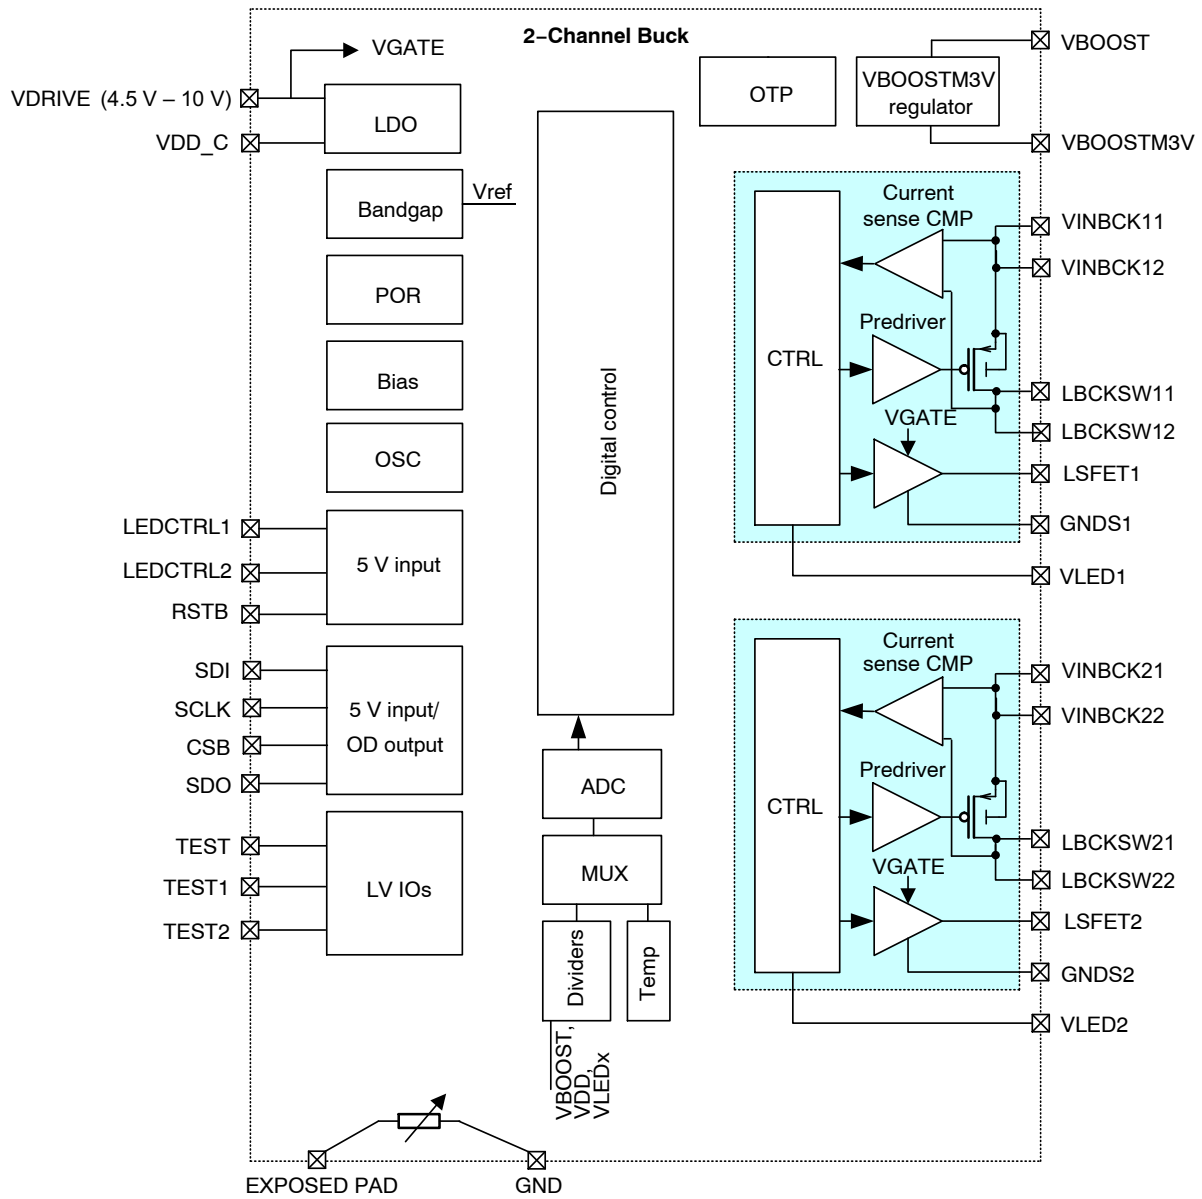 2–Channel Buck
VGATE
VDRIVE (4.5 V – 10 V)
VDD_C
LDO
Bandgap
Vref
POR
Bias
OSC
LEDCTRL1
LEDCTRL2
RSTB
5 V input
SDI
SCLK
CSB
SDO
5 V input/
OD output
TEST
TEST1
TEST2
LV IOs
Digital control
ADC
MUX
Dividers
Temp
VBOOST,
VDD,
VLEDx
EXPOSED PAD
GND
OTP
VBOOSTM3V
regulator
VBOOST
VBOOSTM3V
Current
sense CMP
Predriver
CTRL
VGATE
VINBCK11
VINBCK12
LBCKSW11
LBCKSW12
LSFET1
GNDS1
VLED1
Current
sense CMP
Predriver
CTRL
VGATE
VINBCK21
VINBCK22
LBCKSW21
LBCKSW22
LSFET2
GNDS2
VLED2